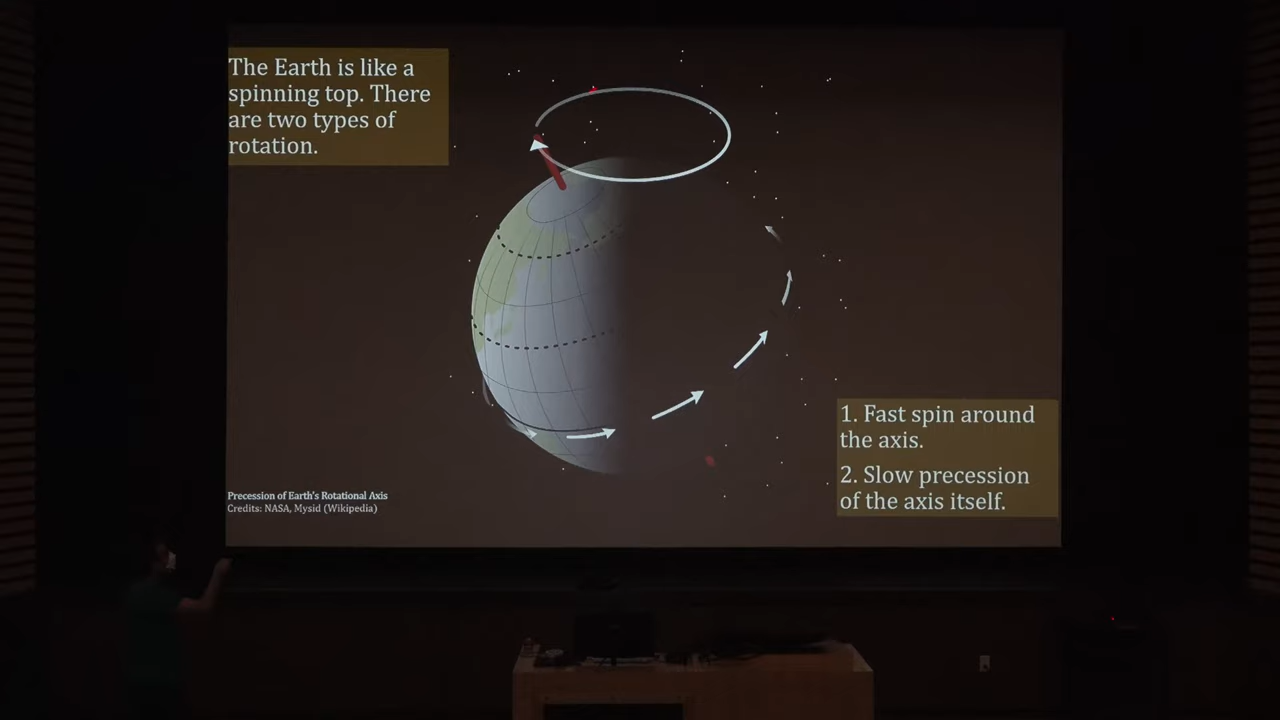 The Earth is like a
spinning top. There
are two types of
rotation.
1. Fast spin around
the axis.
2. Slow precession
of the axis itself.
Precession of Earth's Rotational Axis
Credits: NASA, Mysid (Wikipedia)